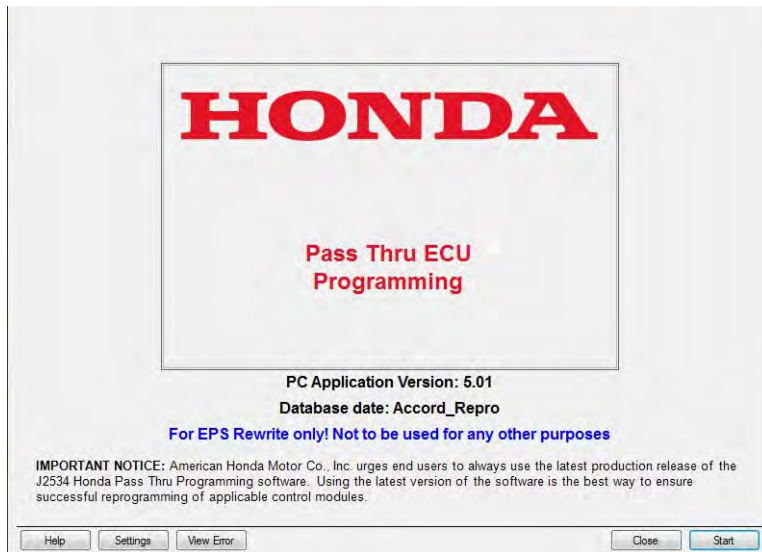 HONDA
Pass Thru ECU
Programming
PC Application Version: 5.01
Database date: Accord_Repro
For EPS Rewrite only! Not to be used for any other purposes
IMPORTANT NOTICE: American Honda Motor Co., Inc. urges end users to always use the latest production release of the
J2534 Honda Pass Thru Programming software. Using the latest version of the software is the best way to ensure
successful reprogramming of applicable control modules.
Help Settings View Error Close Start